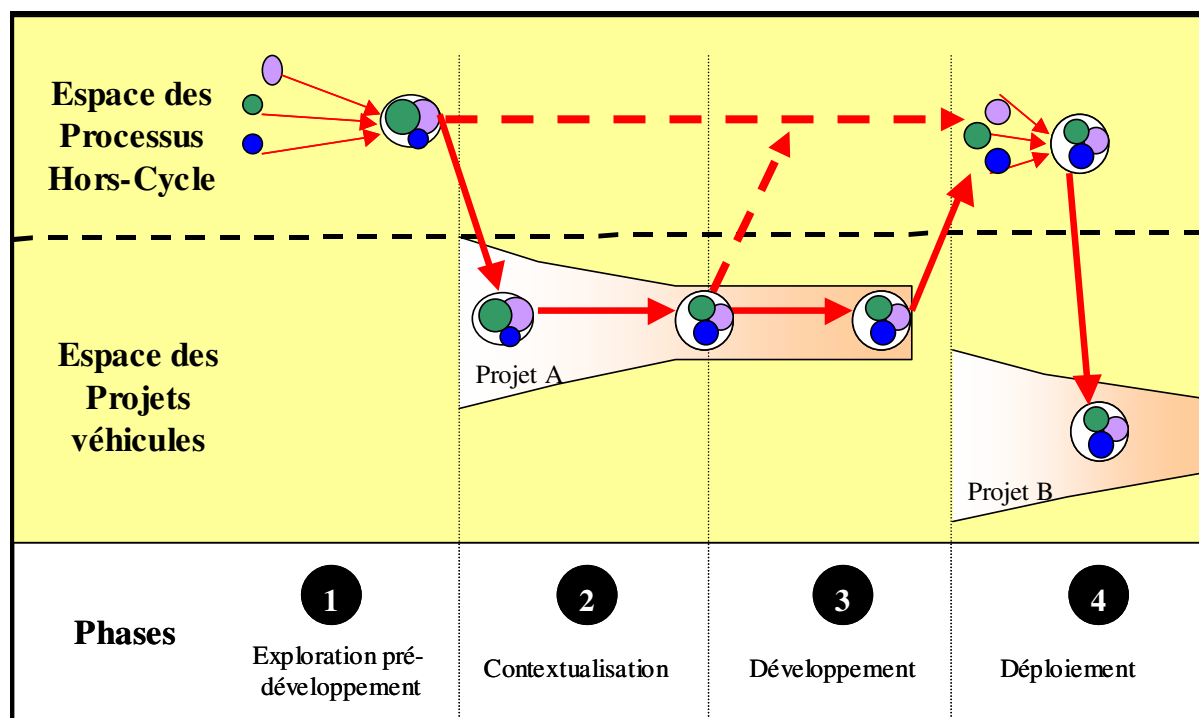 Espace des
Processus
Hors-Cycle
Espace des
Projets
véhicules
Projet A
Projet B
Phases
1
2
3
4
Exploration pré-
développement
Contextualisation
Développement
Déploiement